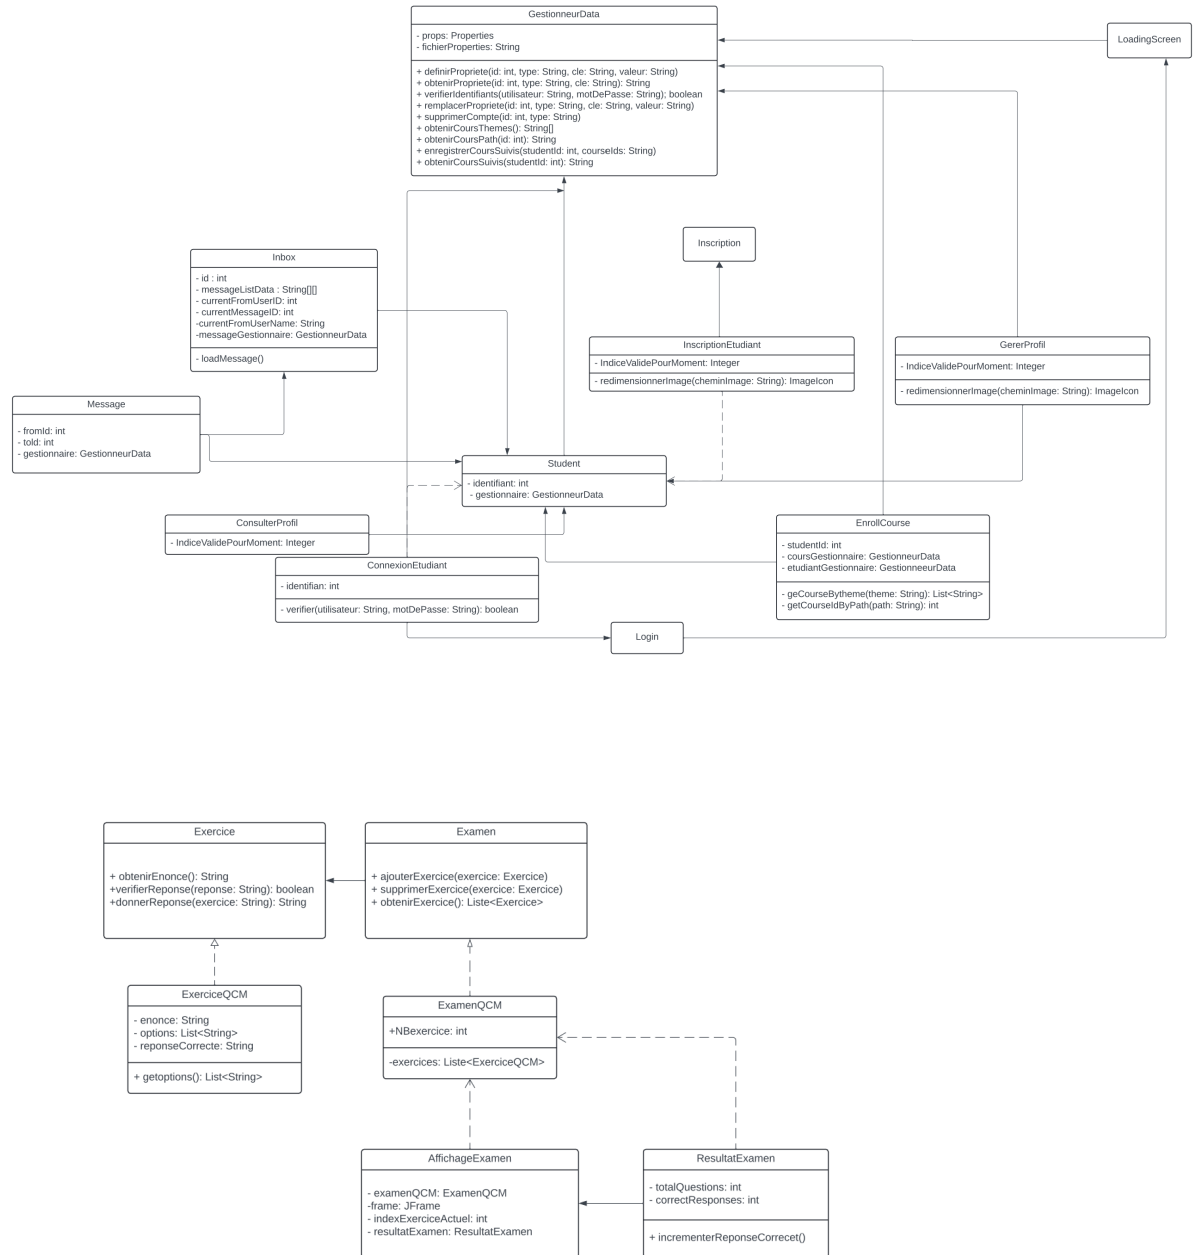 GestionneurData
- props: Properties
- fichierProperties: String
+ definirPropriete(id: int, type: String, cle: String, valeur: String)
+ obtenirPropriete(id: int, type: String, cle: String): String
+ verifierIdentifiants(utilisateur: String, motDePasse: String); boolean
+ remplacerPropriete(id: int, type: String, cle: String, valeur: String)
+ supprimerCompte(id: int, type: String)
+ obtenirCoursThemes(): String[]
+ obtenirCoursPath(id: int): String
+ enregistrerCoursSuivis(studentId: int, courseIds: String)
+ obtenirCoursSuivis(studentId: int): String
LoadingScreen
Inscription
Inbox
- id : int
- messageListData : String[][]
- currentFromUserID: int
- currentMessageID: int
-currentFromUserName: String
-messageGestionnaire: GestionneurData
- loadMessage()
InscriptionEtudiant
- IndiceValidePourMoment: Integer
- redimensionnerImage(cheminImage: String): ImageIcon
GererProfil
- IndiceValidePourMoment: Integer
- redimensionnerImage(cheminImage: String): ImageIcon
Message
- fromId: int
- toId: int
- gestionnaire: GestionneurData
Student
- identifiant: int
- gestionnaire: GestionneurData
ConsulterProfil
- IndiceValidePourMoment: Integer
EnrollCourse
- studentId: int
- coursGestionnaire: GestionneurData
- etudiantGestionnaire: GestionneeurData
- geCourseBytheme(theme: String): List<String>
- getCourseIdByPath(path: String): int
ConnexionEtudiant
- identifian: int
- verifier(utilisateur: String, motDePasse: String): boolean
Login
Exercice
+ obtenirEnonce(): String
+verifierReponse(reponse: String): boolean
+donnerReponse(exercice: String): String
Examen
+ ajouterExercice(exercice: Exercice)
+ supprimerExercice(exercice: Exercice)
+ obtenirExercice(): Liste<Exercice>
ExerciceQCM
- enonce: String
- options: List<String>
- reponseCorrecte: String
+ getoptions(): List<String>
ExamenQCM
+NBexercice: int
-exercices: Liste<ExerciceQCM>
AffichageExamen
- examenQCM: ExamenQCM
-frame: JFrame
- indexExerciceActuel: int
- resultatExamen: ResultatExamen
ResultatExamen
- totalQuestions: int
- correctResponses: int
+ incrementerReponseCorrecet()